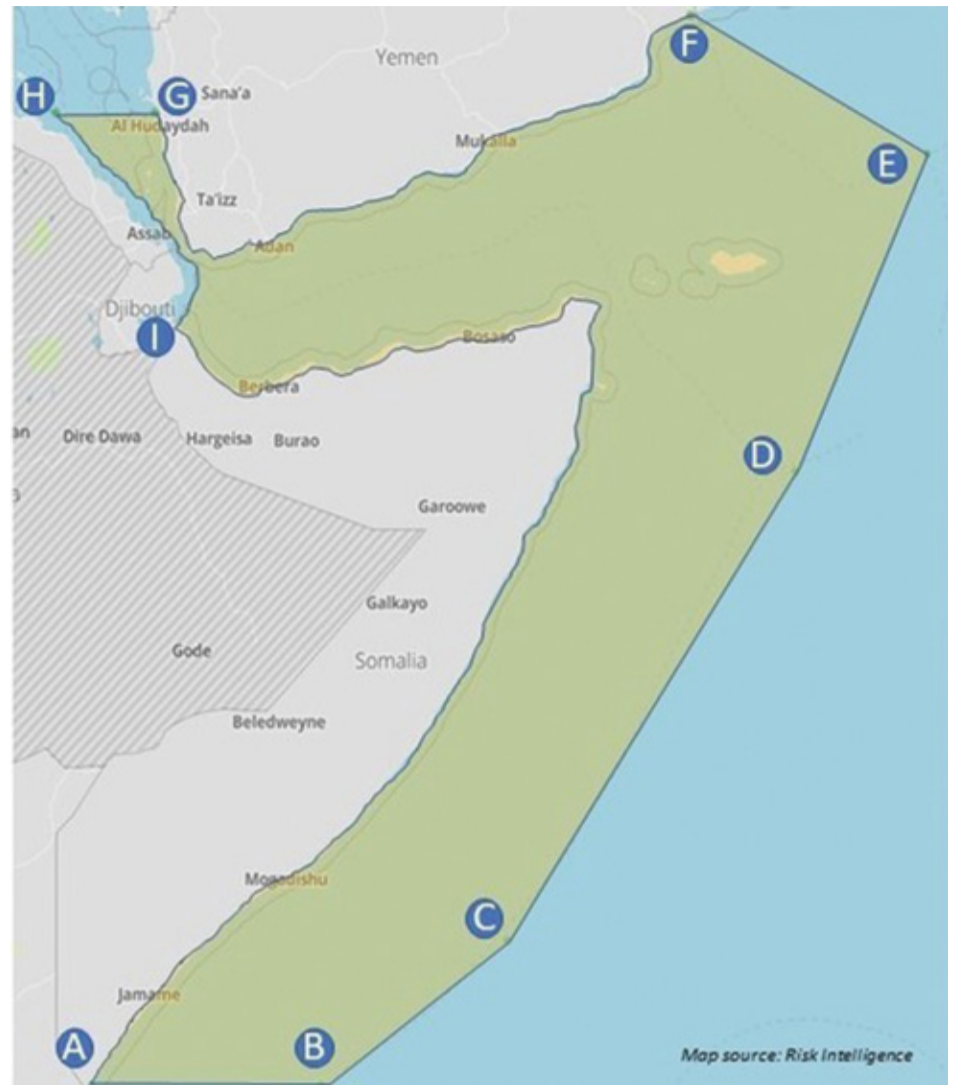 F
Yemen
H
G
Sana'a
Al Hudaydah
Mukalla
E
Ta'izz
Assab
Adan
Djibouti
I
Bosaso
Berbera
an
Dire Dawa
Hargeisa
Burao
D
Garoowe
Galkayo
Gode
Somalia
Beledweyne
Mogadishu
C
Jamame
A
B
Map source: Risk Intelligence